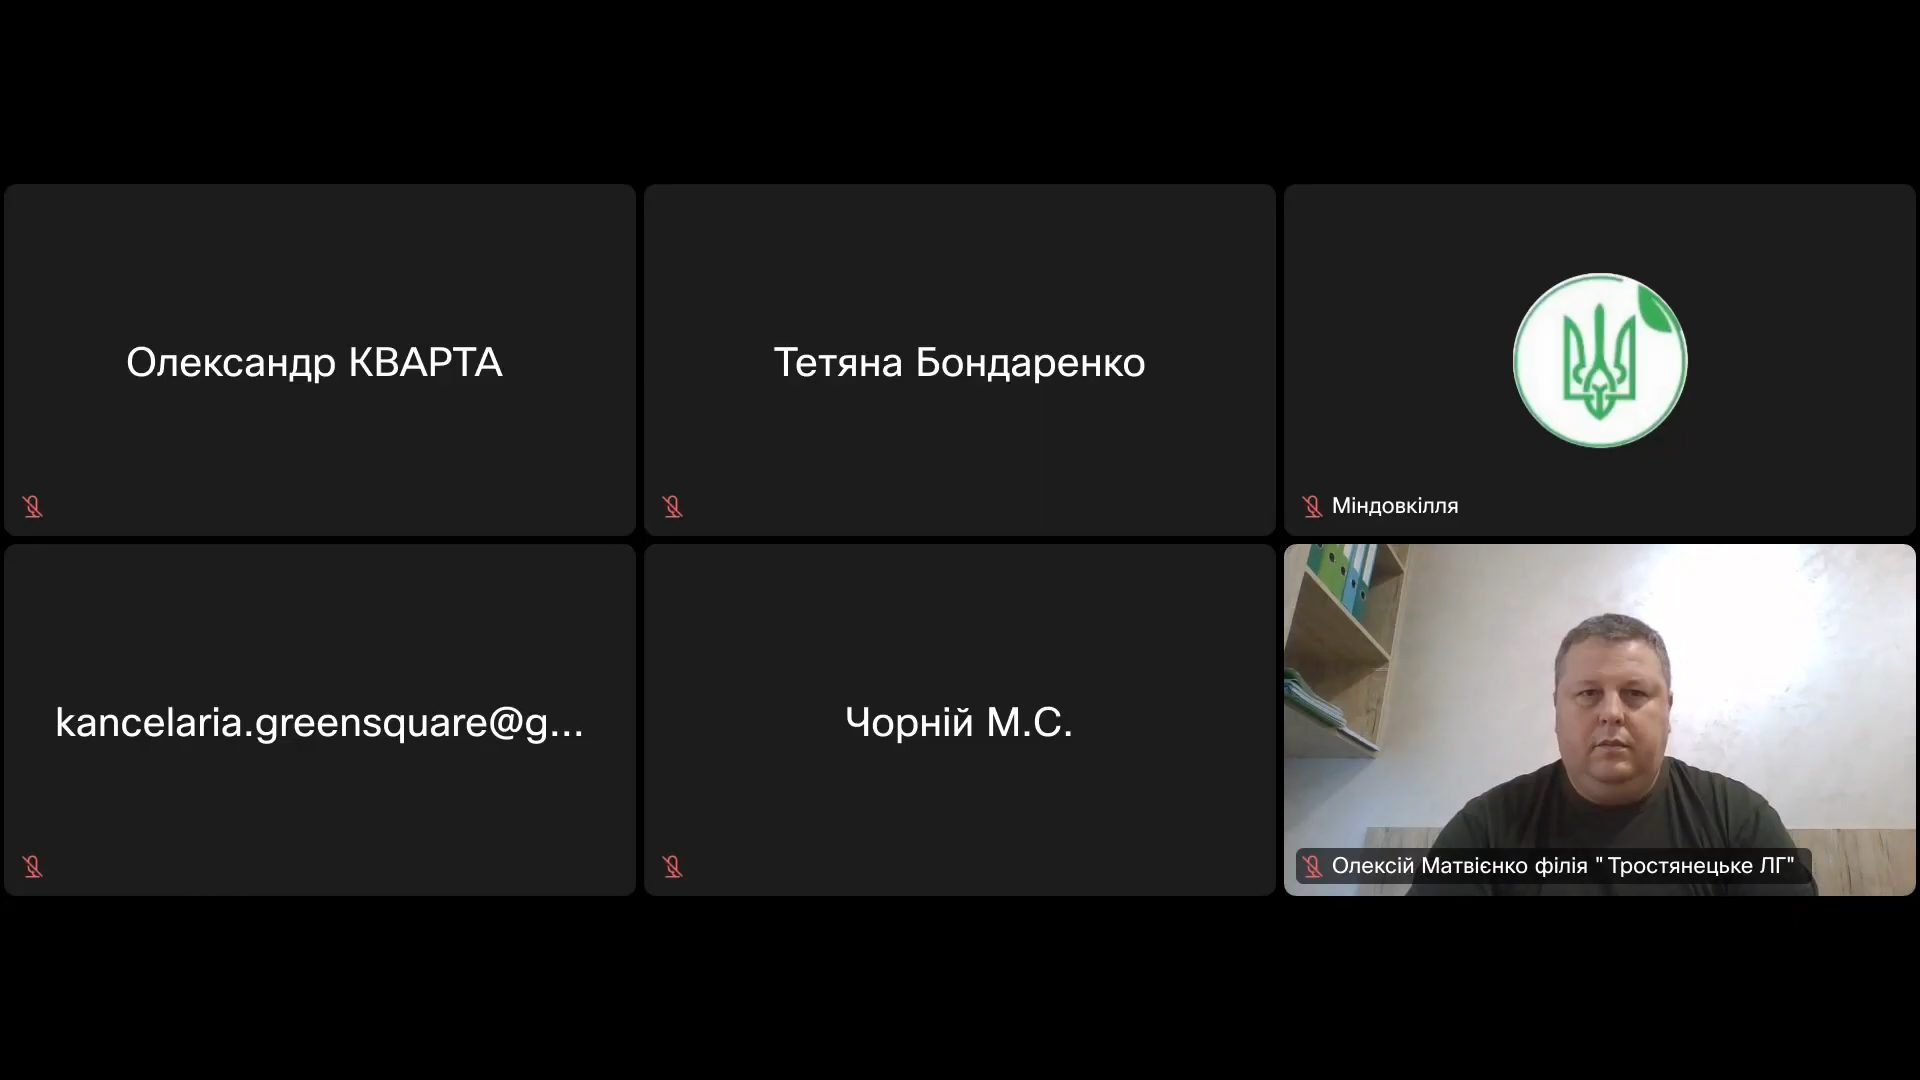 Олександр КВАРТА
Тетяна Бондаренко
Міндовкілля
kancelaria.greensquare@g...
Чорній М.С.
Олексій Матвієнко філія " Тростянецьке ЛГ"